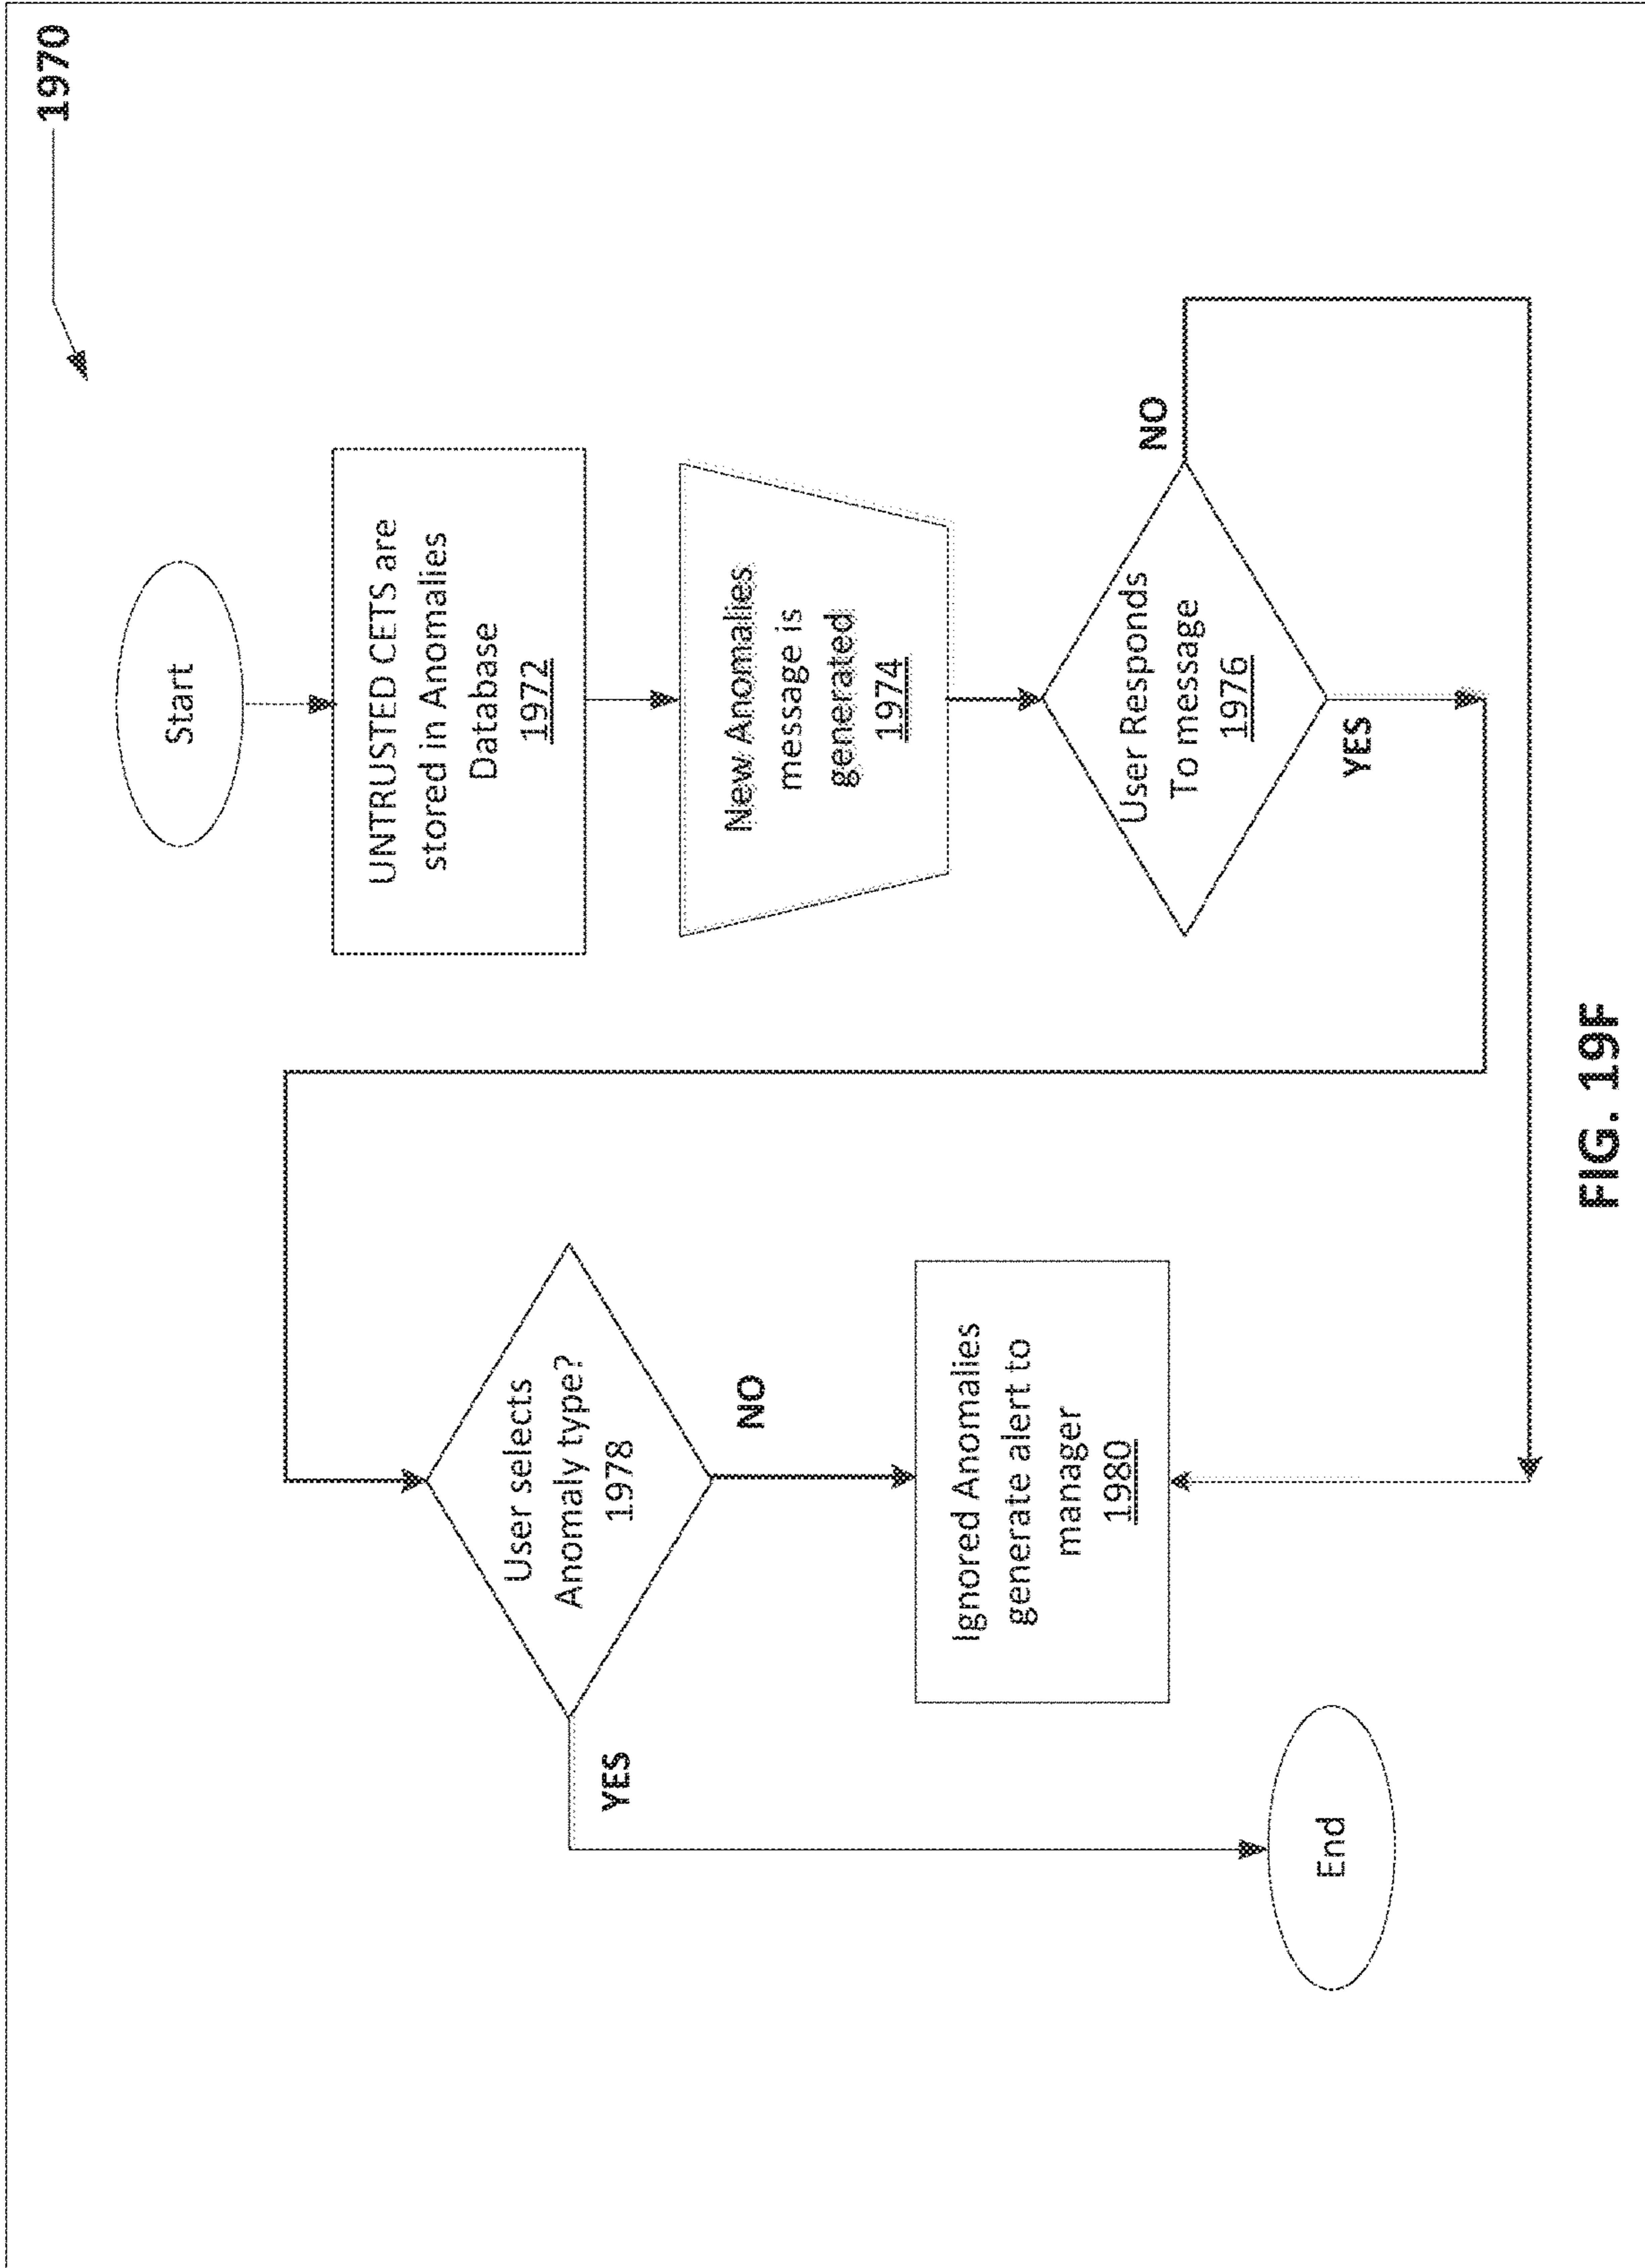 1970
Start
UNTRUSTED CETS are
stored in Anomalies
Database
1972
New Anomalies
message is
generated
1974
User Responds
To message
1976
NO
YES
User selects
Anomaly type?
1978
NO
YES
Ignored Anomalies
generate alert to
manager
1980
End
FIG. 19F